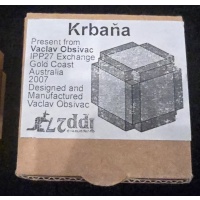 Krbaňa
Present from
Vaclav Obsivac
IPP27 Exchange
Gold Coast
Australia
2007
Designed and
Manufactured
Vaclav Obsivac